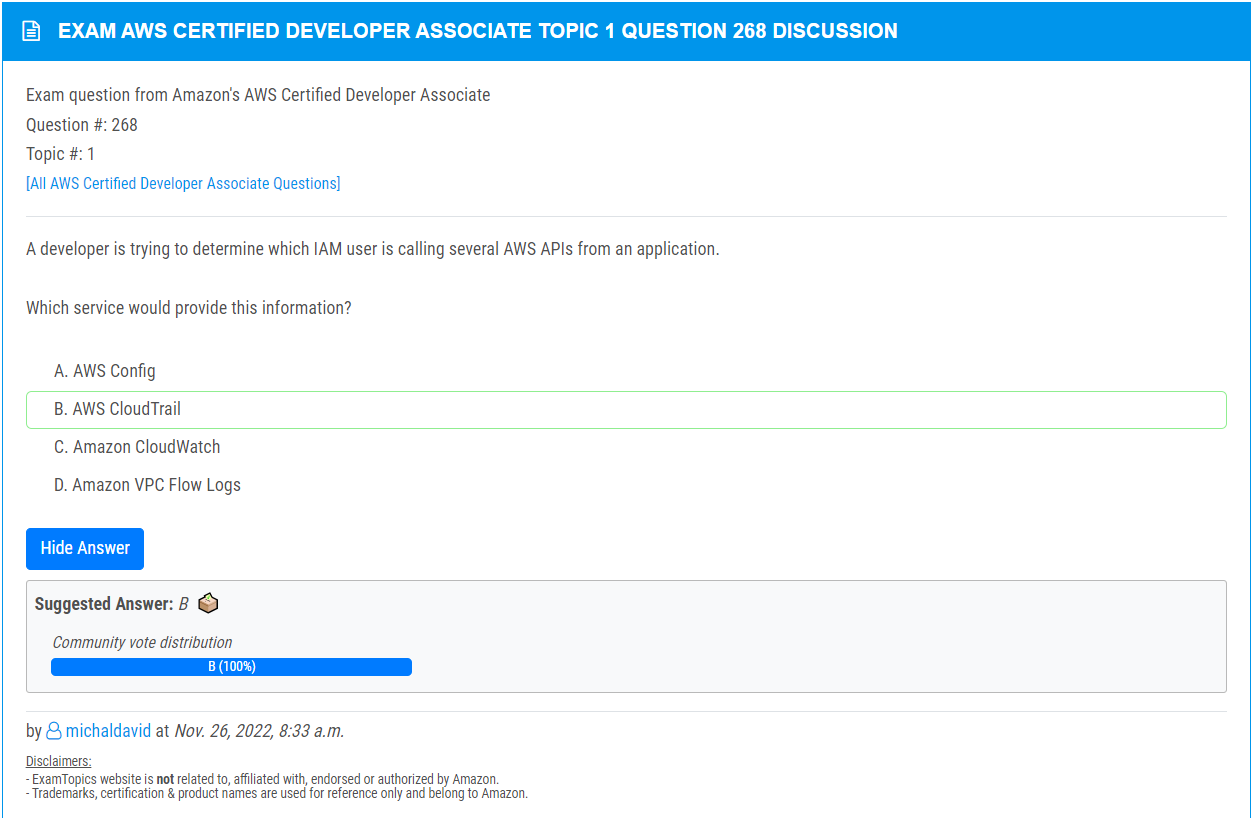 EXAM AWS CERTIFIED DEVELOPER ASSOCIATE TOPIC 1 QUESTION 268 DISCUSSION
Exam question from Amazon's AWS Certified Developer Associate
Question #: 268
Topic #: 1
[All AWS Certified Developer Associate Questions]
A developer is trying to determine which IAM user is calling several AWS APIs from an application.
Which service would provide this information?
A. AWS Config
B. AWS CloudTrail
C. Amazon CloudWatch
D. Amazon VPC Flow Logs
Hide Answer
Suggested Answer: B
Community vote distribution
B (100%)
by michaldavid at Nov. 26, 2022, 8:33 a.m.
Disclaimers:
- ExamTopics website is not related to, affiliated with, endorsed or authorized by Amazon.
- Trademarks, certification & product names are used for reference only and belong to Amazon.